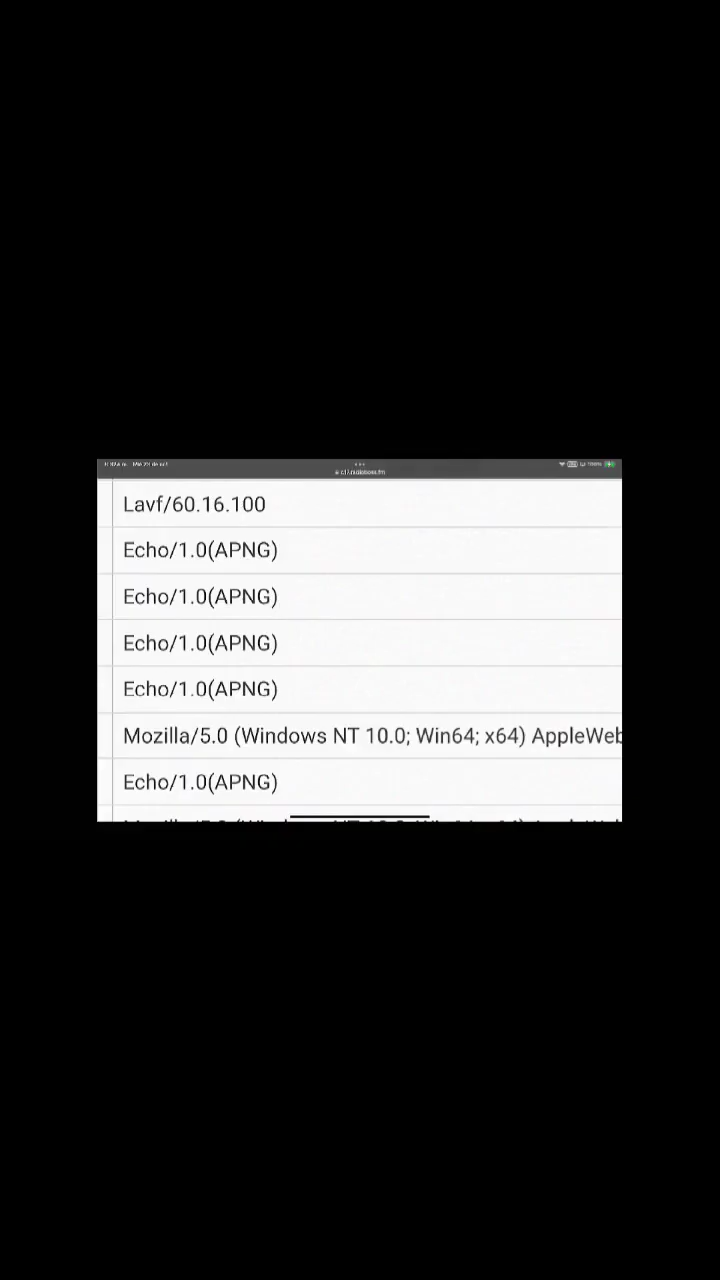 Lavf/60.16.100
Echo/1.0(APNG)
Echo/1.0(APNG)
Echo/1.0(APNG)
Echo/1.0(APNG)
Mozilla/5.0 (Windows NT 10.0; Win64; x64) AppleWeb
Echo/1.0(APNG)